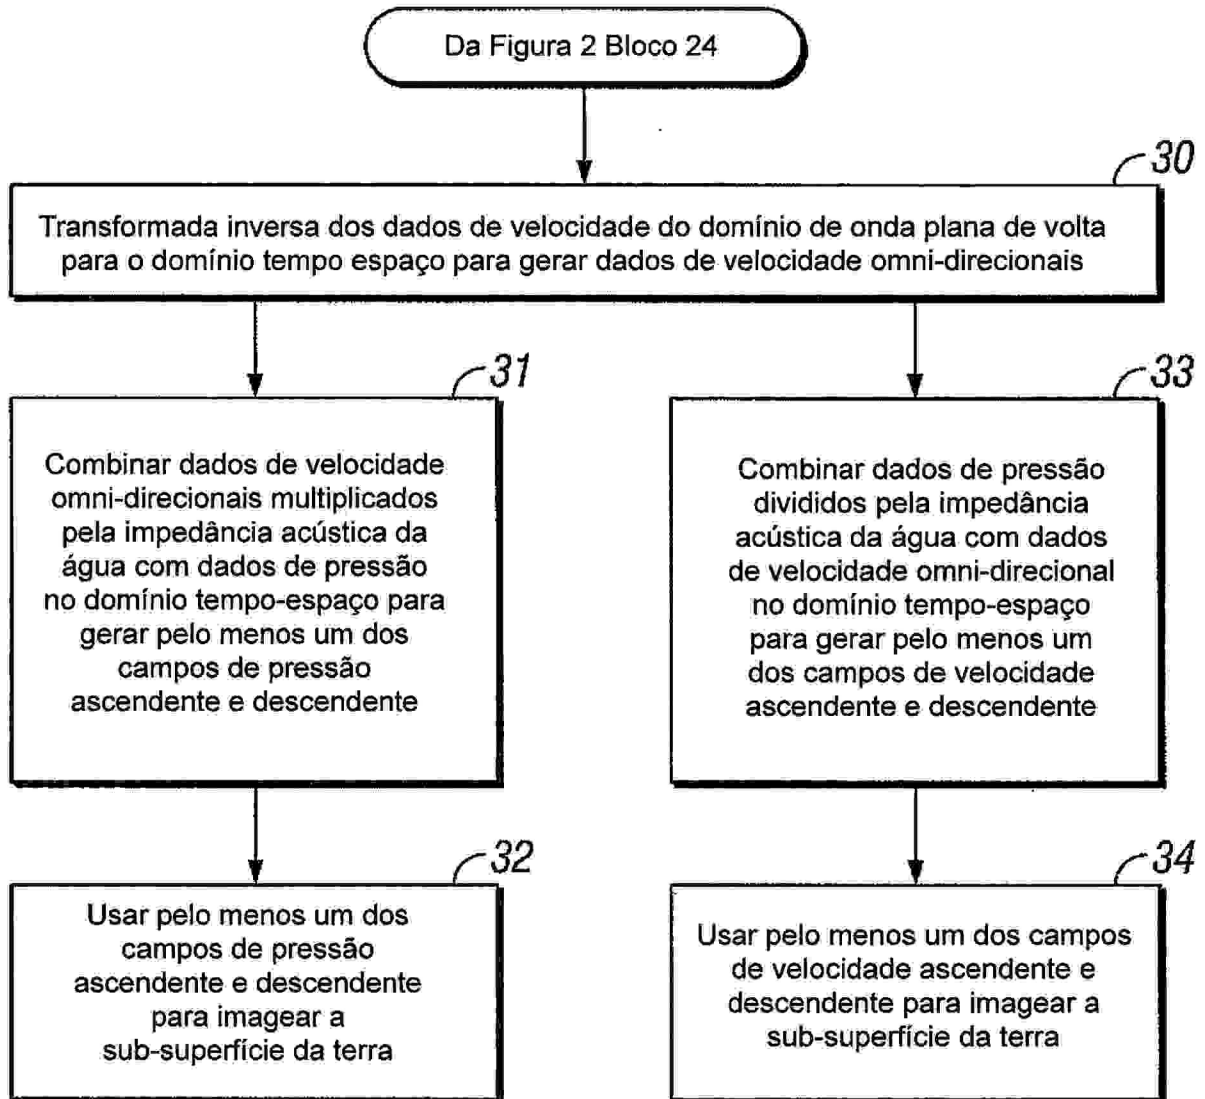 Da Figura 2 Bloco 24
30
Transformada inversa dos dados de velocidade do domínio de onda plana de volta
para o domínio tempo espaço para gerar dados de velocidade omni-direcionais
31
Combinar dados de velocidade
omni-direcionais multiplicados
pela impedância acústica da
água com dados de pressão
no domínio tempo-espaço para
gerar pelo menos um dos
campos de pressão
ascendente e descendente
33
Combinar dados de pressão
divididos pela impedância
acústica da água com dados
de velocidade omni-direcional
no domínio tempo-espaço
para gerar pelo menos um
dos campos de velocidade
ascendente e descendente
32
Usar pelo menos um dos
campos de pressão
ascendente e descendente
para imagear a
sub-superfície da terra
34
Usar pelo menos um dos campos
de velocidade ascendente e
descendente para imagear a
sub-superfície da terra